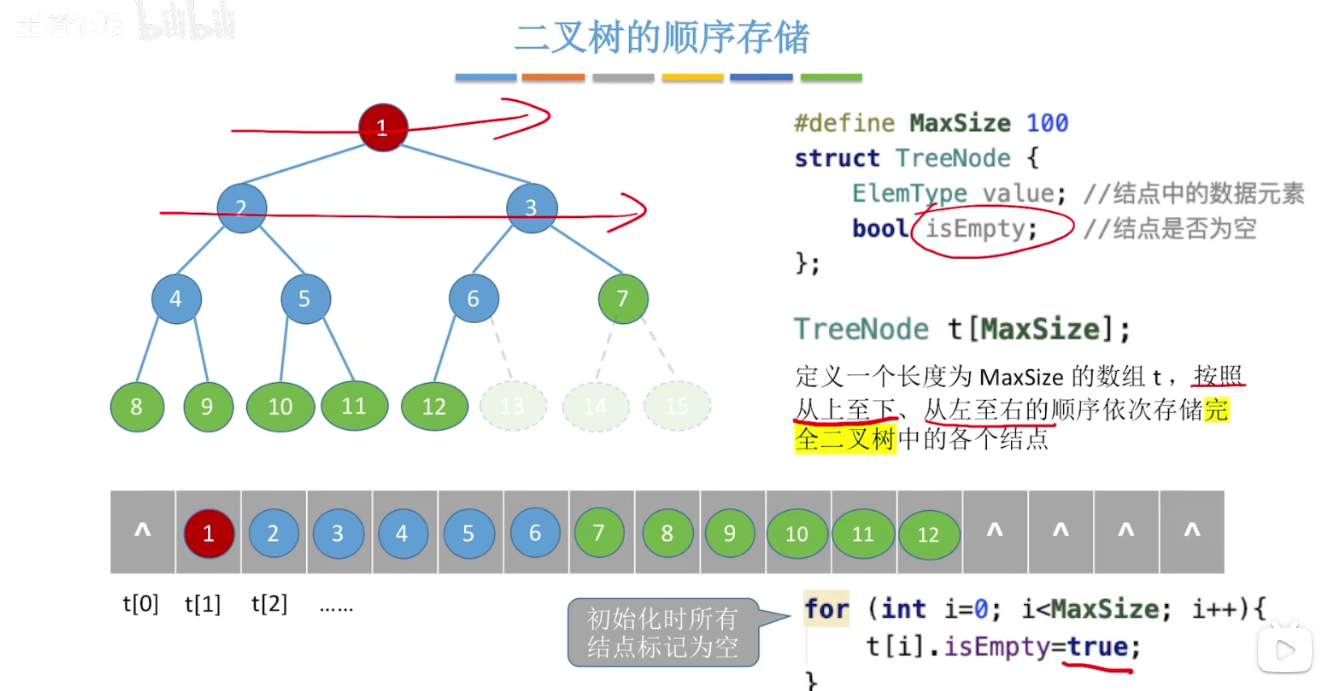 王道论坛 bilibili
二叉树的顺序存储
1
2 3
4 5 6 7
8 9 10 11 12 13 14 15
#define MaxSize 100
struct TreeNode {
ElemType value; //结点中的数据元素
bool isEmpty; //结点是否为空
};
TreeNode t[MaxSize];
定义一个长度为 MaxSize 的数组 t ，按照
从上至下、从左至右的顺序依次存储完
全二叉树中的各个结点
^ 1 2 3 4 5 6 7 8 9 10 11 12 ^ ^ ^ ^
t[0] t[1] t[2] ……
初始化时所有
结点标记为空
for (int i=0; i<MaxSize; i++){
t[i].isEmpty=true;
}